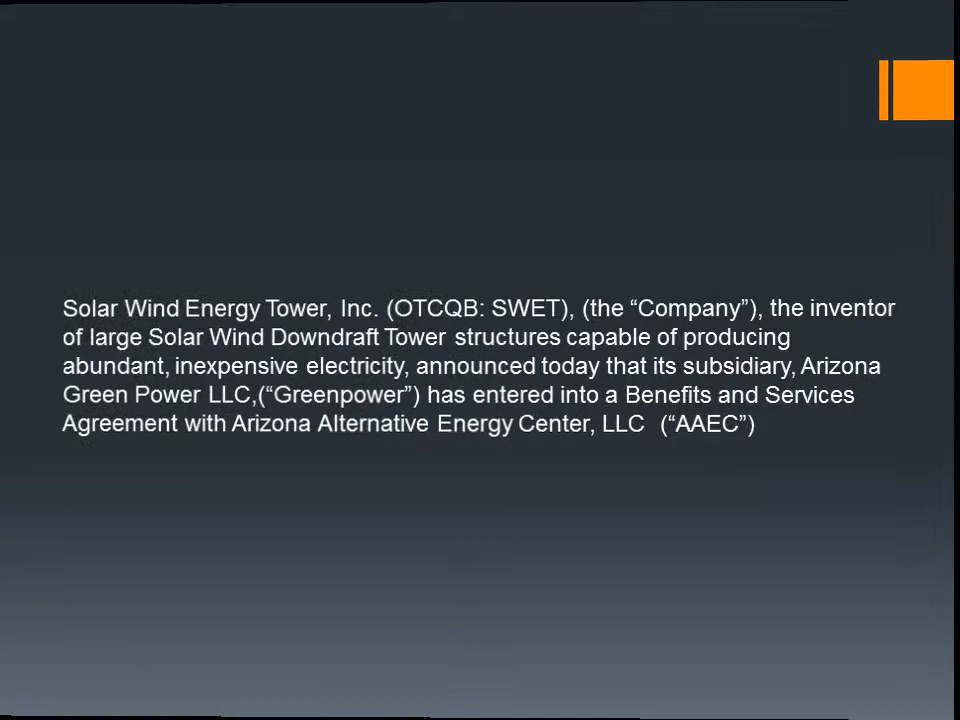 Solar Wind Energy Tower, Inc. (OTCQB: SWET), (the “Company”), the inventor
of large Solar Wind Downdraft Tower structures capable of producing
abundant, inexpensive electricity, announced today that its subsidiary, Arizona
Green Power LLC,(“Greenpower”) has entered into a Benefits and Services
Agreement with Arizona Alternative Energy Center, LLC  (“AAEC”)